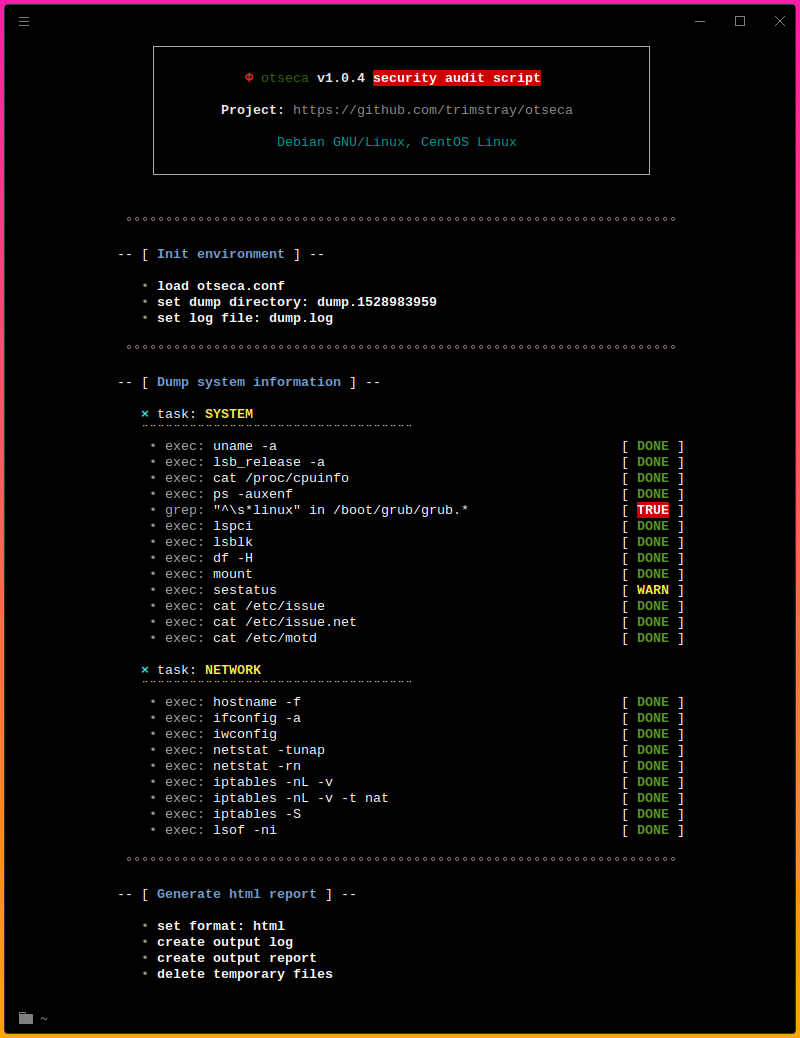 Φ otseca v1.0.4 security audit script
Project: https://github.com/trimstray/otseca
Debian GNU/Linux, CentOS Linux
-- [ Init environment ] --
• load otseca.conf
• set dump directory: dump.1528983959
• set log file: dump.log
-- [ Dump system information ] --
× task: SYSTEM
• exec: uname -a [ DONE ]
• exec: lsb_release -a [ DONE ]
• exec: cat /proc/cpuinfo [ DONE ]
• exec: ps -auxenf [ DONE ]
• grep: "^\s*linux" in /boot/grub/grub.* [ TRUE ]
• exec: lspci [ DONE ]
• exec: lsblk [ DONE ]
• exec: df -H [ DONE ]
• exec: mount [ DONE ]
• exec: sestatus [ WARN ]
• exec: cat /etc/issue [ DONE ]
• exec: cat /etc/issue.net [ DONE ]
• exec: cat /etc/motd [ DONE ]
× task: NETWORK
• exec: hostname -f [ DONE ]
• exec: ifconfig -a [ DONE ]
• exec: iwconfig [ DONE ]
• exec: netstat -tunap [ DONE ]
• exec: netstat -rn [ DONE ]
• exec: iptables -nL -v [ DONE ]
• exec: iptables -nL -v -t nat [ DONE ]
• exec: iptables -S [ DONE ]
• exec: lsof -ni [ DONE ]
-- [ Generate html report ] --
• set format: html
• create output log
• create output report
• delete temporary files
~